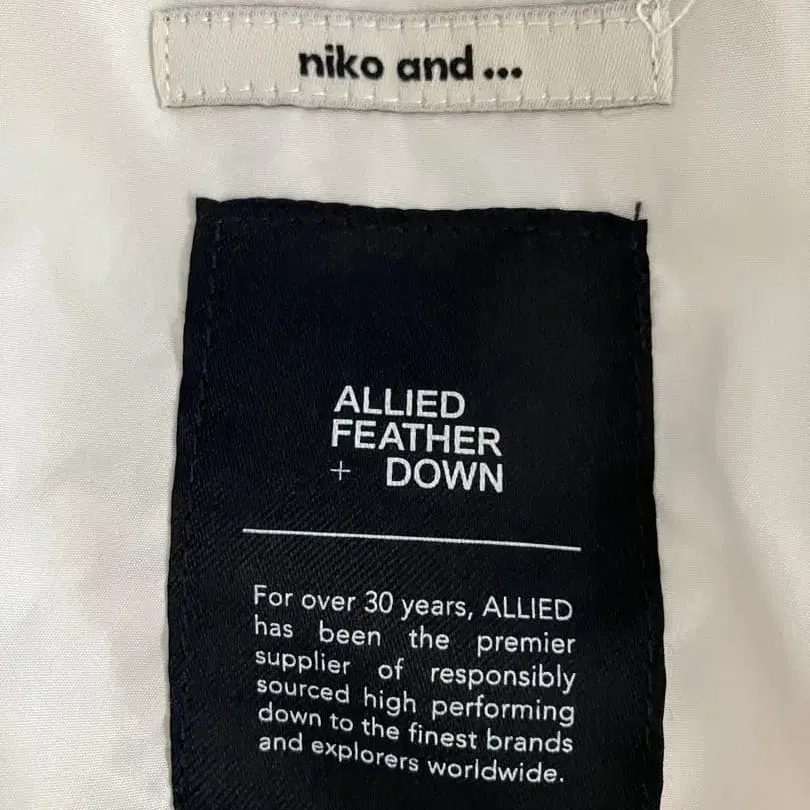 niko and ...
ALLIED
FEATHER
+ DOWN
For over 30 years, ALLIED
has been the premier
supplier of responsibly
sourced high performing
down to the finest brands
and explorers worldwide.